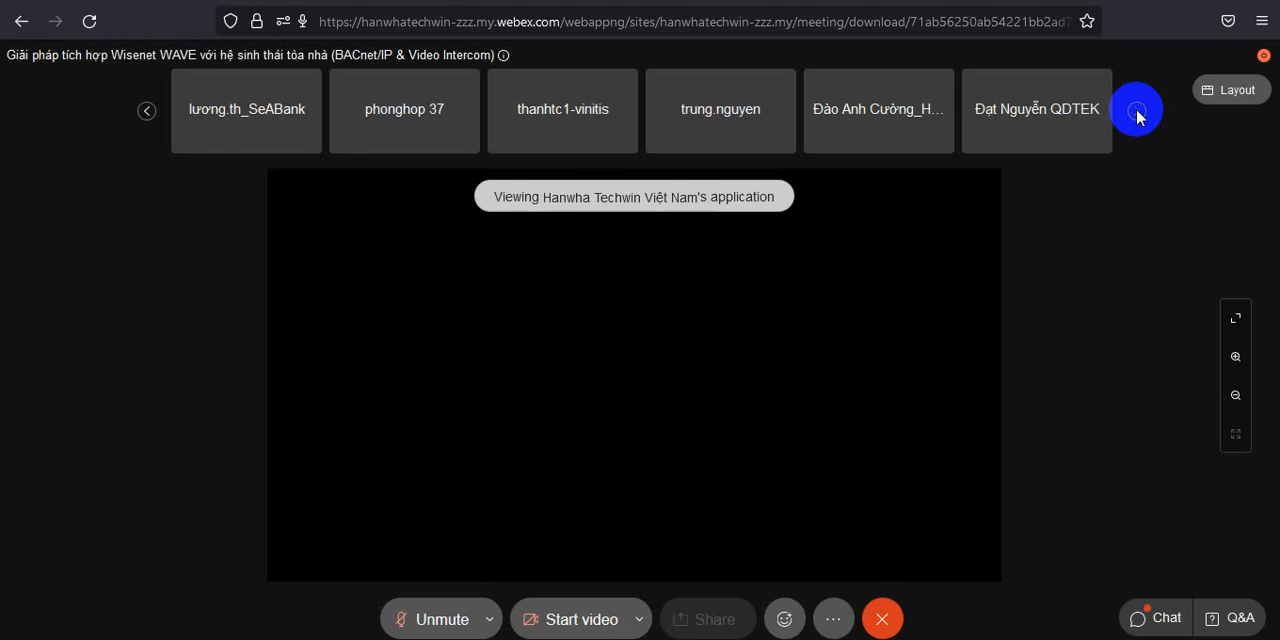 https://hanwhatechwin-zzz.my.webex.com/webappng/sites/hanwhatechwin-zzz.my/meeting/download/71ab56250ab54221bb2ad7
Giải pháp tích hợp Wisenet WAVE với hệ sinh thái tòa nhà (BACnet/IP & Video Intercom)
lương.th_SeABank
phonghop 37
thanhtc1-vinitis
trung.nguyen
Đào Anh Cường_H...
Đạt Nguyễn QDTEK
Layout
Viewing Hanwha Techwin Việt Nam's application
Unmute
Start video
Share
Chat
Q&A